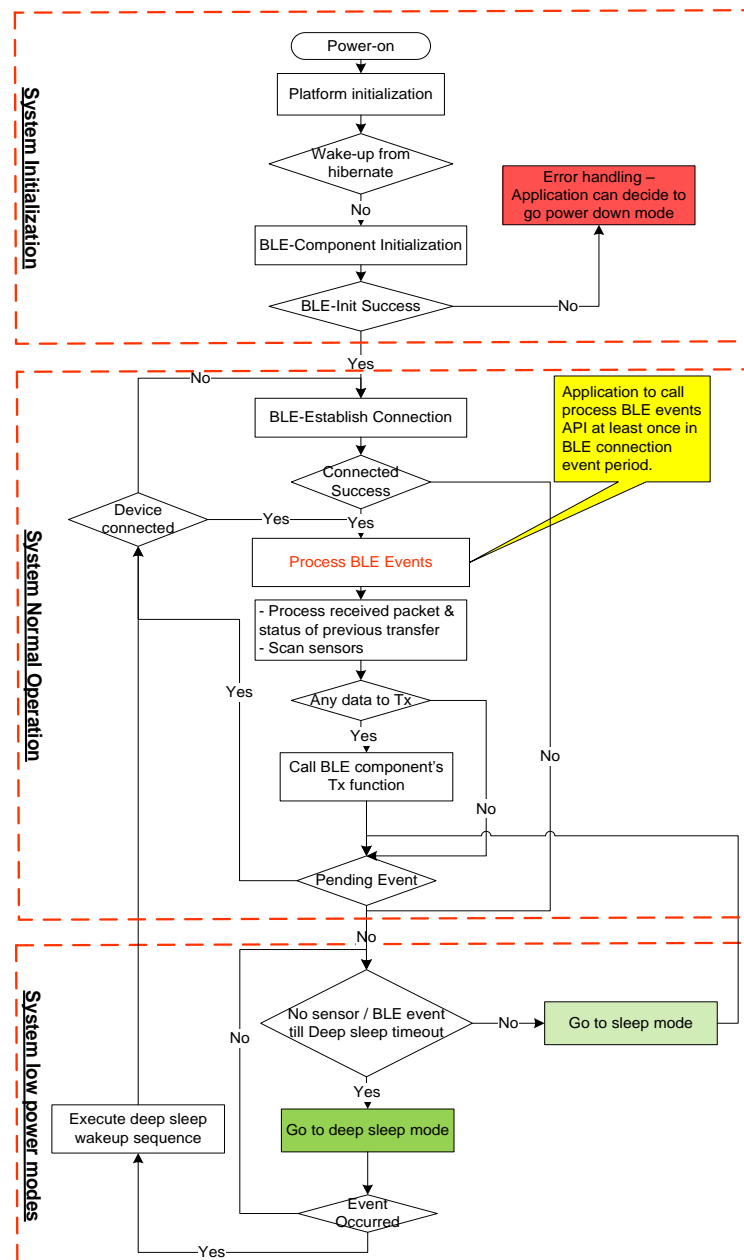 System Initialization
Power-on
Platform initialization
Wake-up from
hibernate
No
BLE-Component Initialization
BLE-Init Success
No
Error handling –
Application can decide to
go power down mode
Yes
System Normal Operation
No
BLE-Establish Connection
Application to call
process BLE events
API at least once in
BLE connection
event period.
Connected
Success
Device
connected
Yes
Yes
Process BLE Events
- Process received packet &
status of previous transfer
- Scan sensors
Yes
Any data to Tx
Yes
No
Call BLE component's
Tx function
No
Pending Event
No
System low power modes
No sensor / BLE event
till Deep sleep timeout
No
Go to sleep mode
No
Yes
Execute deep sleep
wakeup sequence
Go to deep sleep mode
Event
Occurred
Yes